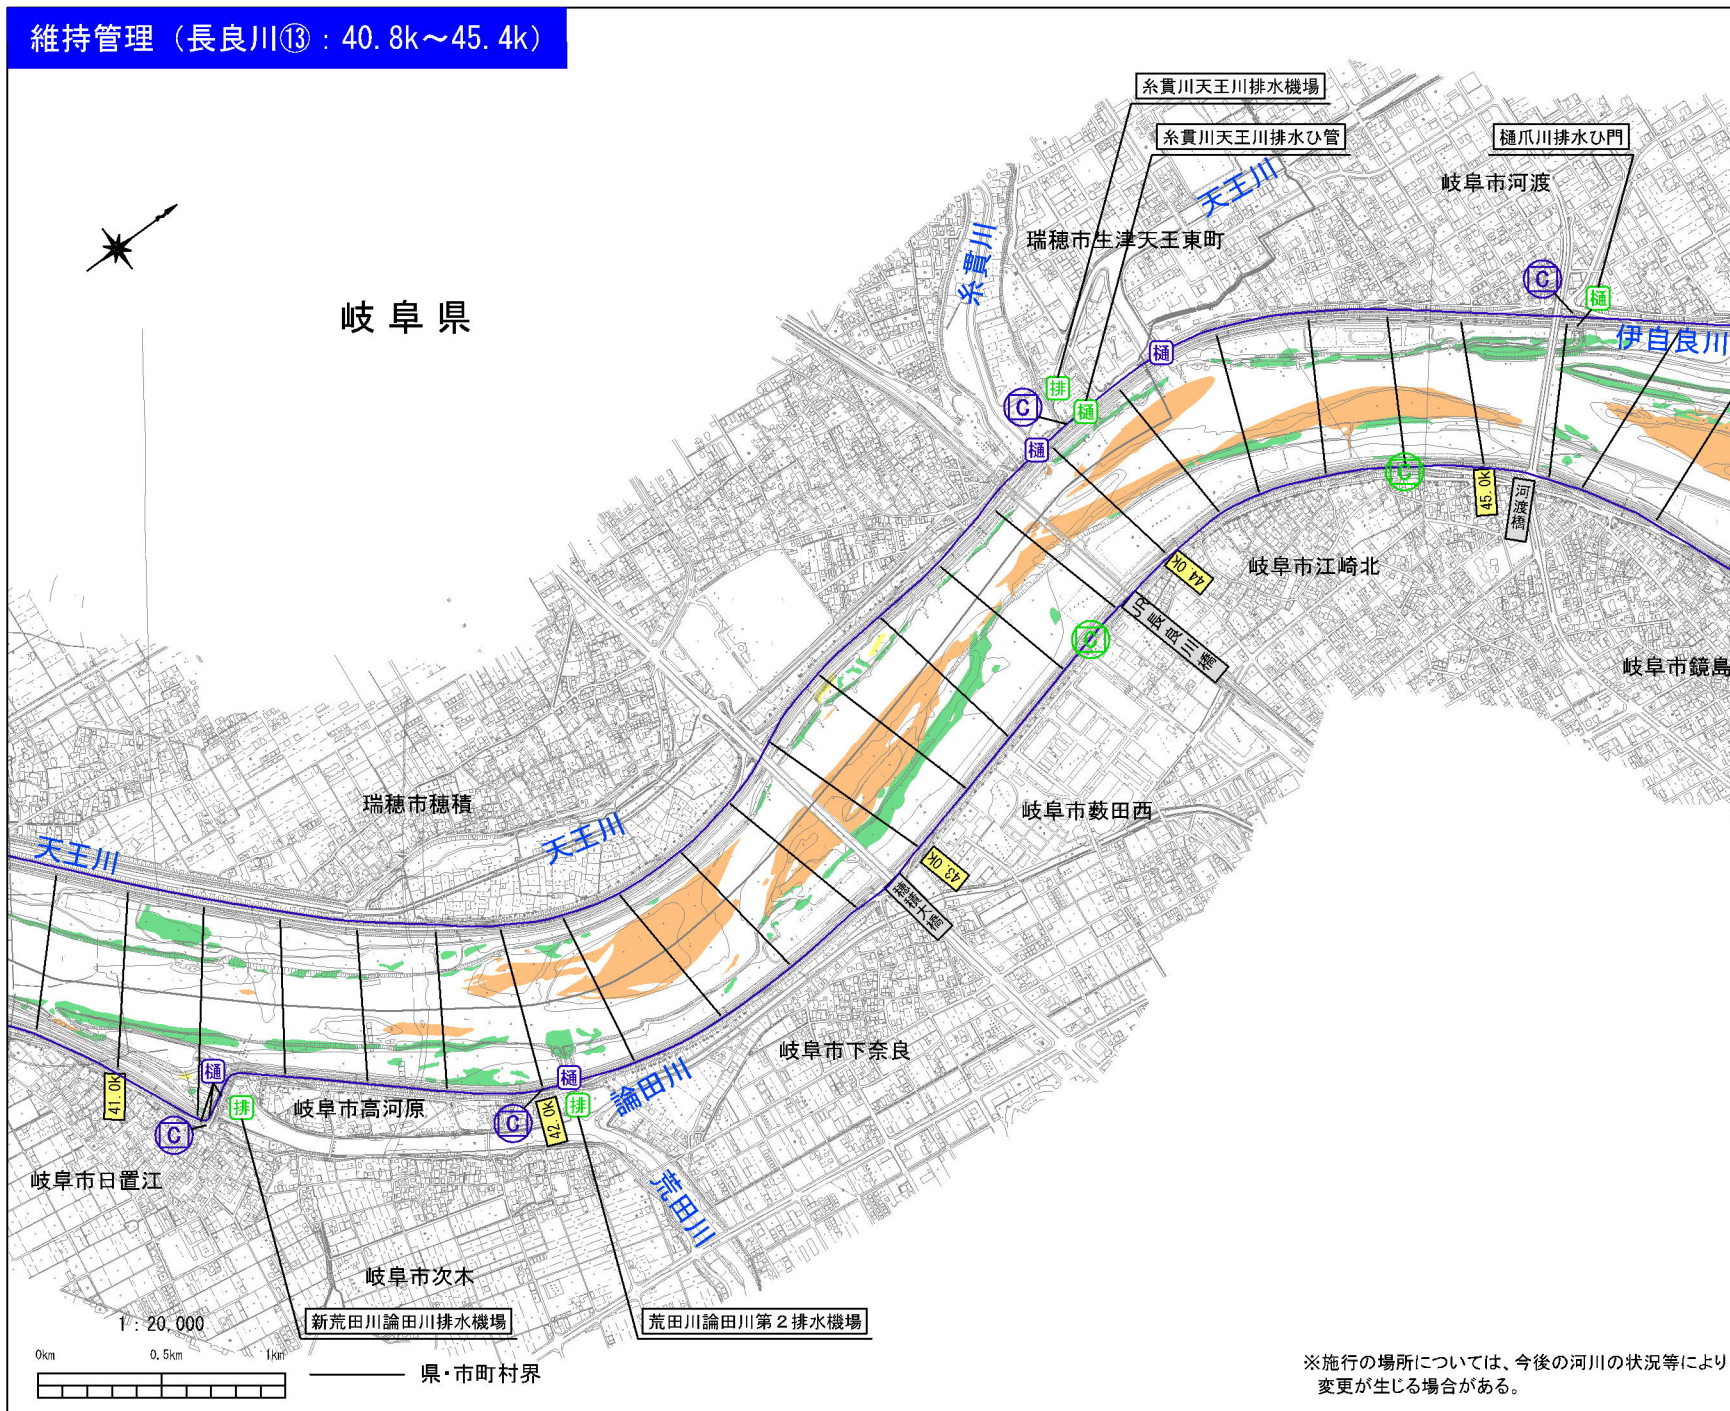 維持管理（長良川⑬：40.8k～45.4k）
糸貫川天王川排水機場
糸貫川天王川排水ひ管
樋爪川排水ひ門
岐阜市河渡
天王川
瑞穂市生津天王東町
糸貫川
岐阜県
C
樋
伊自良川
樋
排
C
樋
樋
C
45.0k
河渡橋
44.0k
岐阜市江崎北
JR長良川橋
C
岐阜市鏡島
瑞穂市穂積
天王川
天王川
岐阜市薮田西
43.0k
穂積大橋
岐阜市下奈良
論田川
樋
樋
41.0k
排
岐阜市高河原
C
42.0k
排
C
岐阜市日置江
荒田川
岐阜市次木
新荒田川論田川排水機場
荒田川論田川第2排水機場
1：20,000
0km 0.5km 1km
県・市町村界
※施行の場所については、今後の河川の状況等により
変更が生じる場合がある。